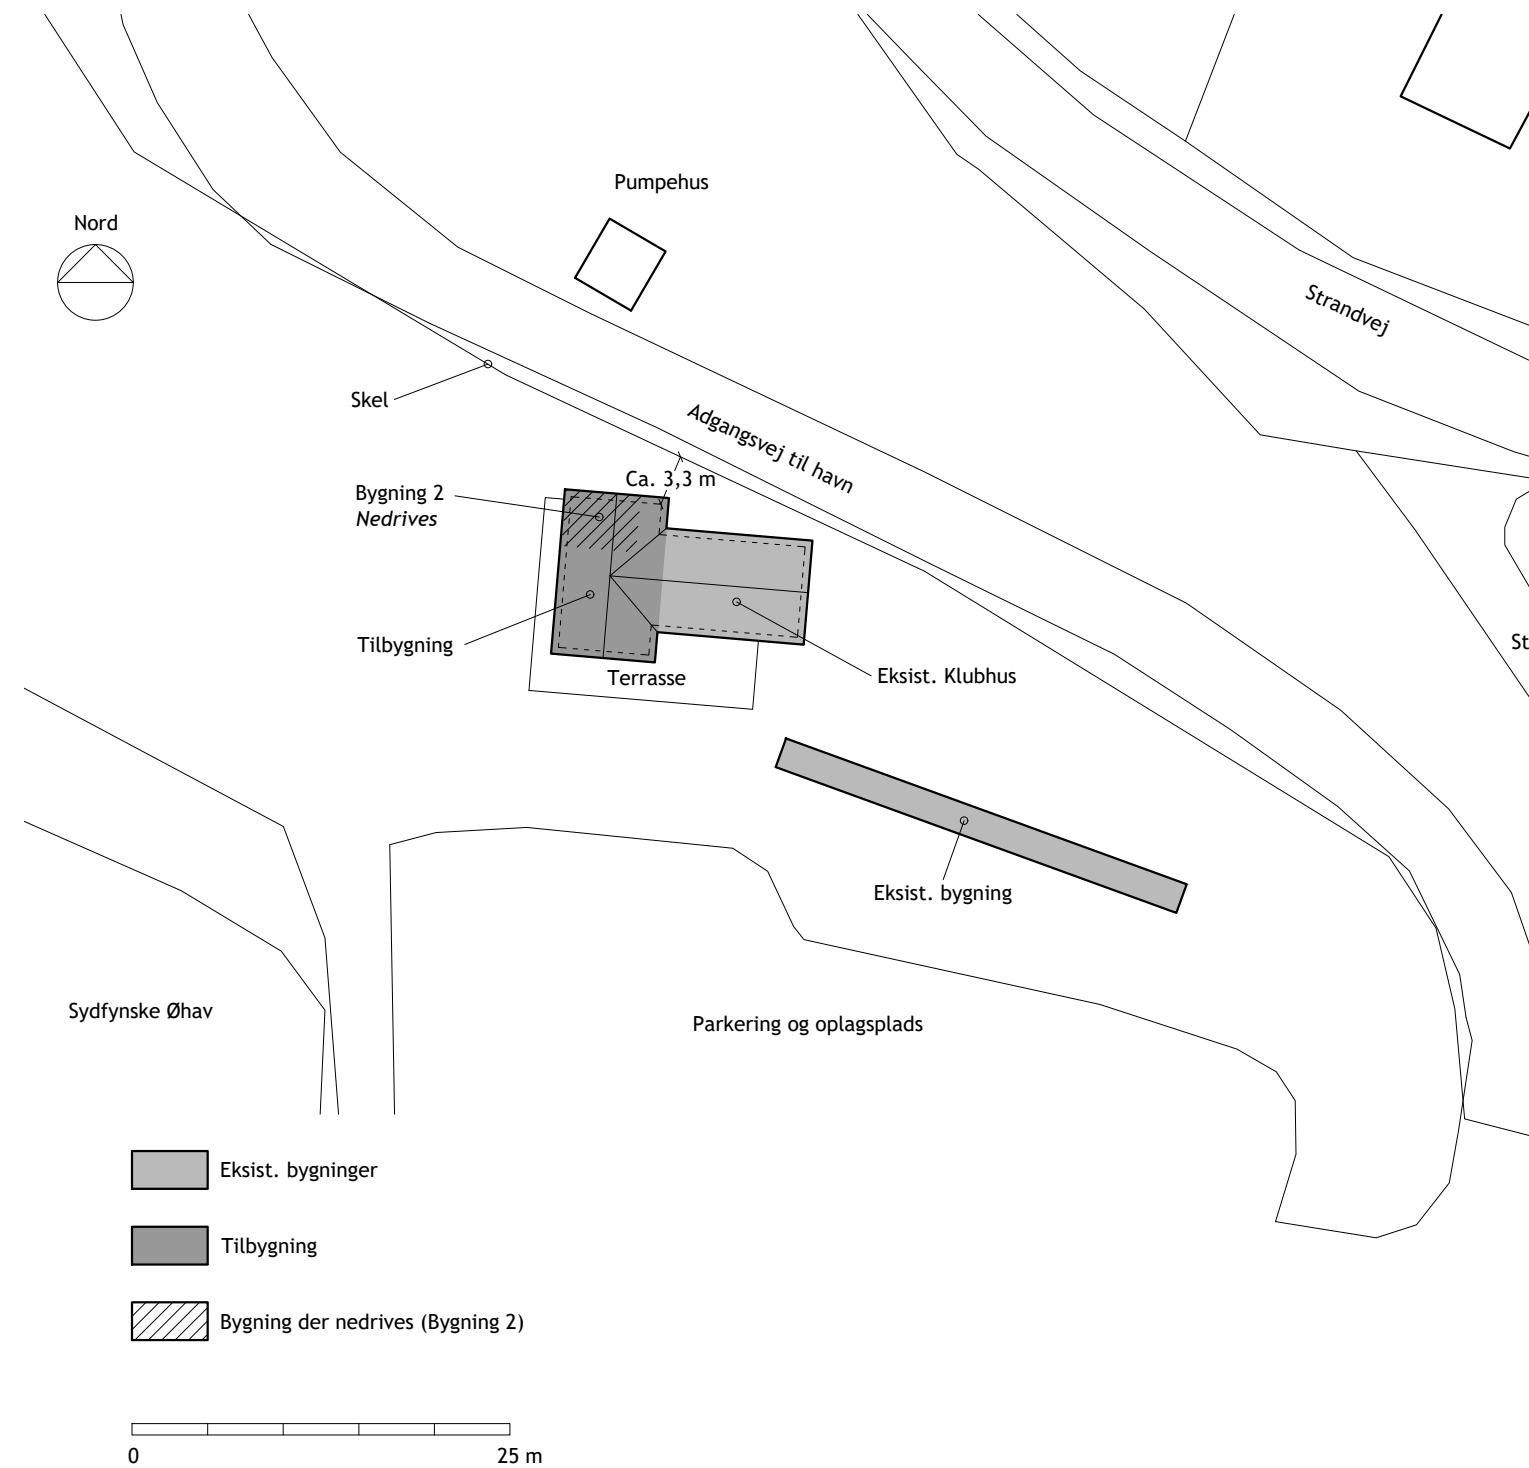 Pumpehus
Nord
Strandvej
Skel
Adgangsvej til havn
Ca. 3,3 m
Bygning 2
Nedrives
Tilbygning
St
Terrasse
Eksist. Klubhus
Eksist. bygning
Sydfynske Øhav
Parkering og oplagsplads
Eksist. bygninger
Tilbygning
Bygning der nedrives (Bygning 2)
0
25 m